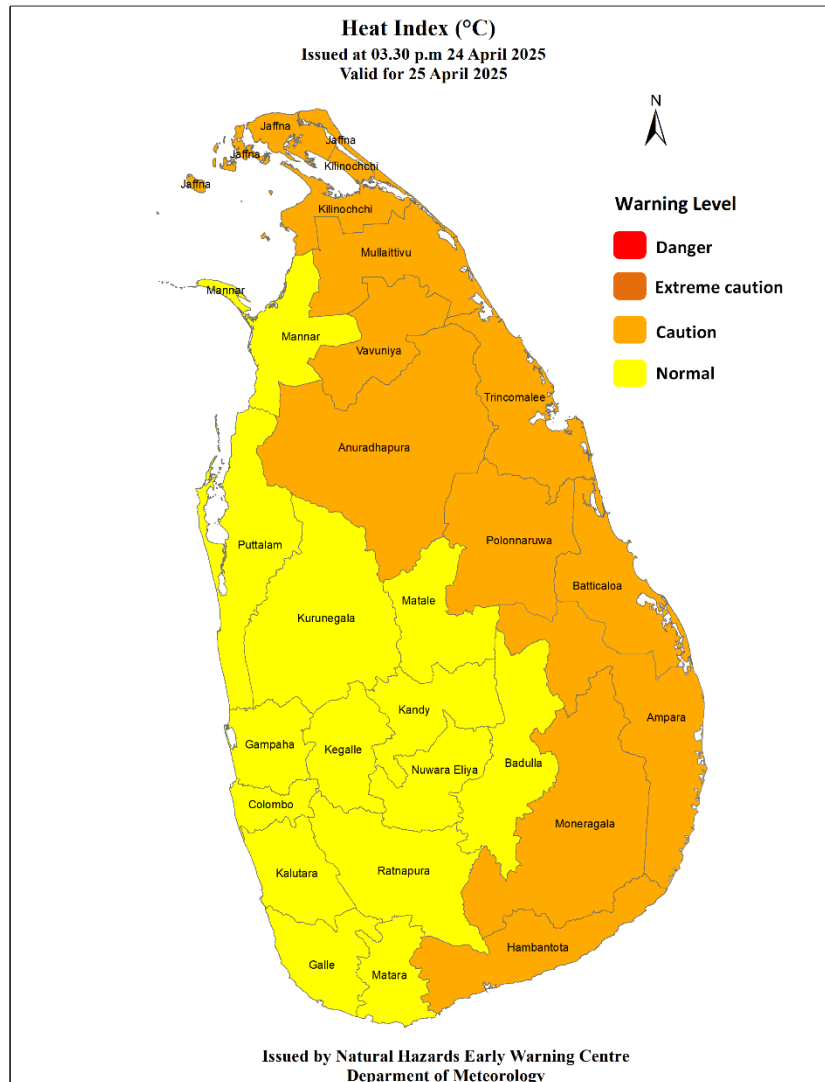 Heat Index (°C)
Issued at 03.30 p.m 24 April 2025
Valid for 25 April 2025
N
Jaffna
Jaffna
Jaffna
Kilinochchi
Jaffna
Kilinochchi
Warning Level
Danger
Mullaittivu
Extreme caution
Mannar
Caution
Mannar
Vavuniya
Normal
Trincomalee
Anuradhapura
Polonnaruwa
Puttalam
Batticaloa
Matale
Kurunegala
Kandy
Ampara
Gampaha
Kegalle
Badulla
Nuwara Eliya
Colombo
Moneragala
Ratnapura
Kalutara
Hambantota
Galle
Matara
Issued by Natural Hazards Early Warning Centre
Deparment of Meteorology